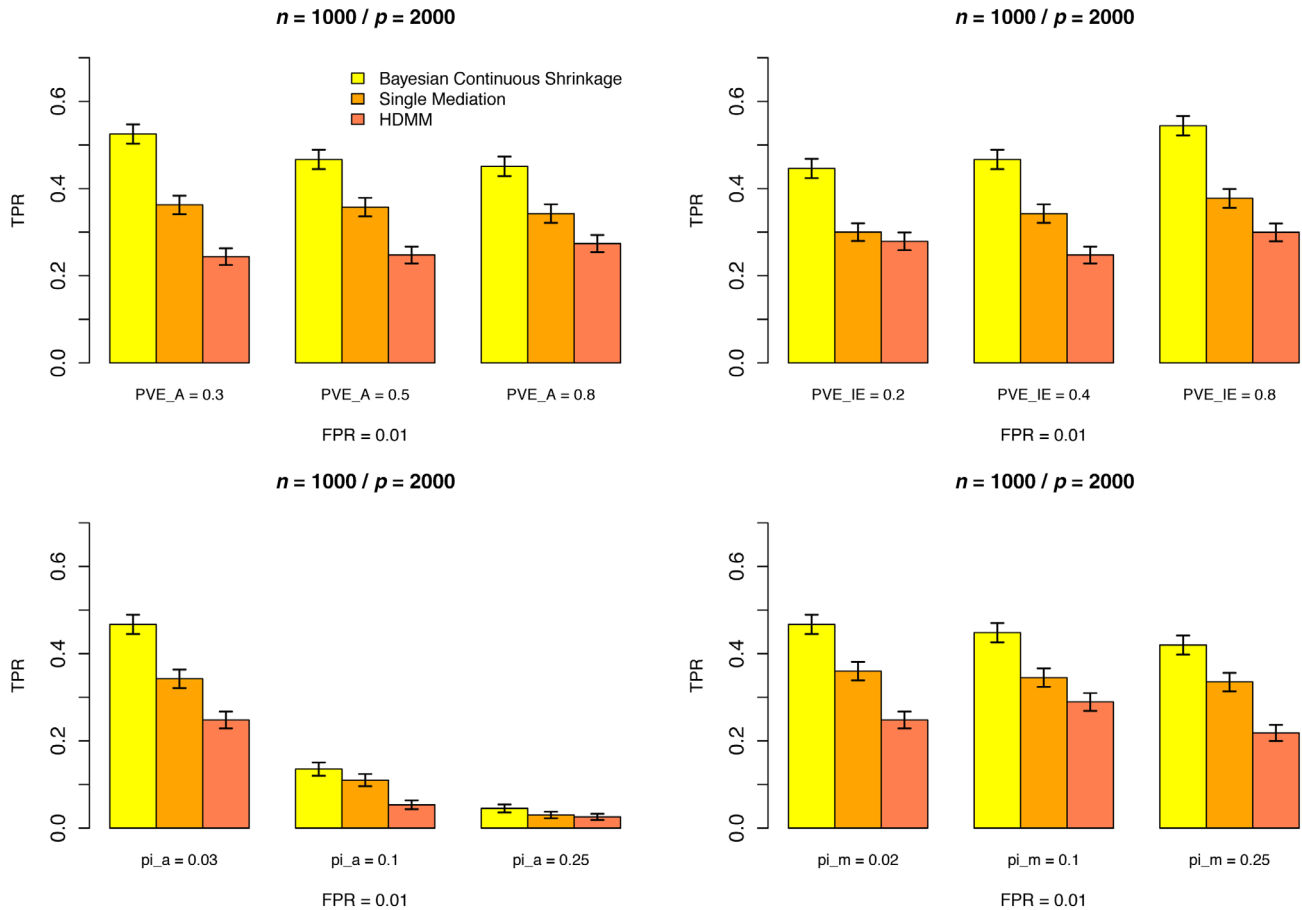 n = 1000 / p = 2000
Bayesian Continuous Shrinkage
Single Mediation
HDMM
TPR
0.0
0.2
0.4
0.6
PVE_A = 0.3
PVE_A = 0.5
PVE_A = 0.8
FPR = 0.01
n = 1000 / p = 2000
TPR
0.0
0.2
0.4
0.6
PVE_IE = 0.2
PVE_IE = 0.4
PVE_IE = 0.8
FPR = 0.01
n = 1000 / p = 2000
TPR
0.0
0.2
0.4
0.6
pi_a = 0.03
pi_a = 0.1
pi_a = 0.25
FPR = 0.01
n = 1000 / p = 2000
TPR
0.0
0.2
0.4
0.6
pi_m = 0.02
pi_m = 0.1
pi_m = 0.25
FPR = 0.01